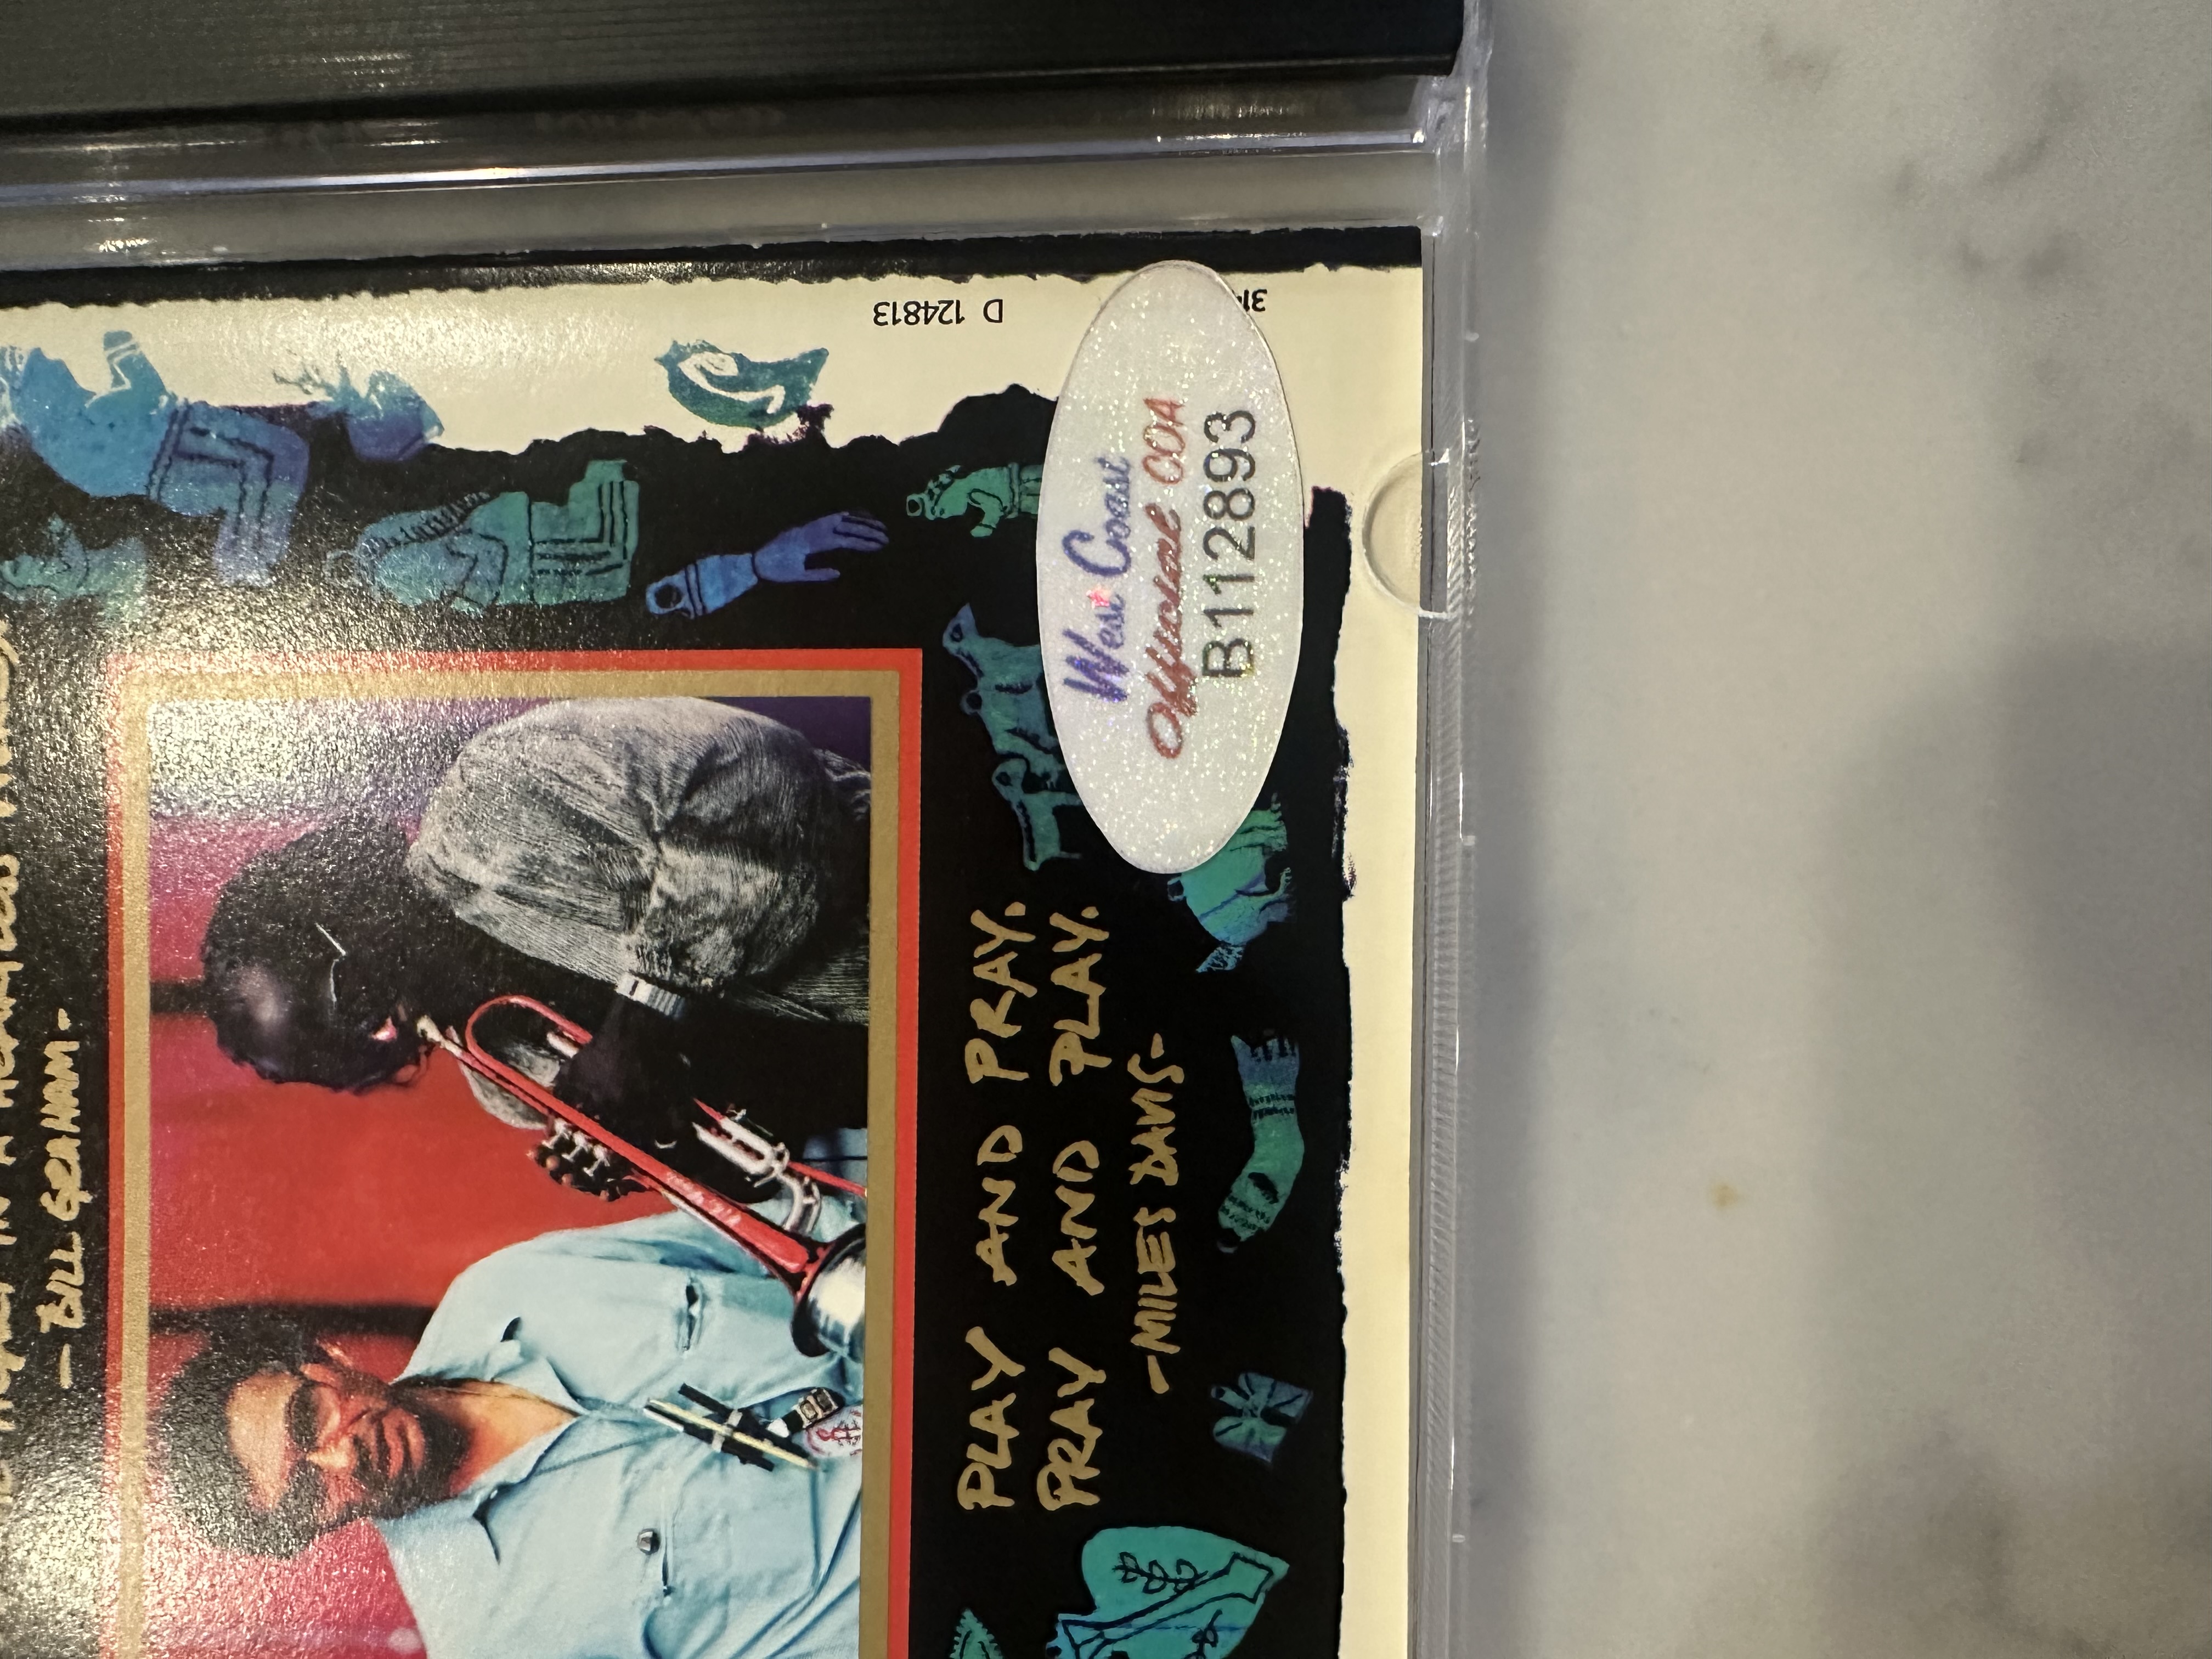 D 124813
West Coast
Official COA
B112893
- BILL GRAHAM -
PLAY AND PRAY.
PRAY AND PLAY.
- MILES DAVIS -